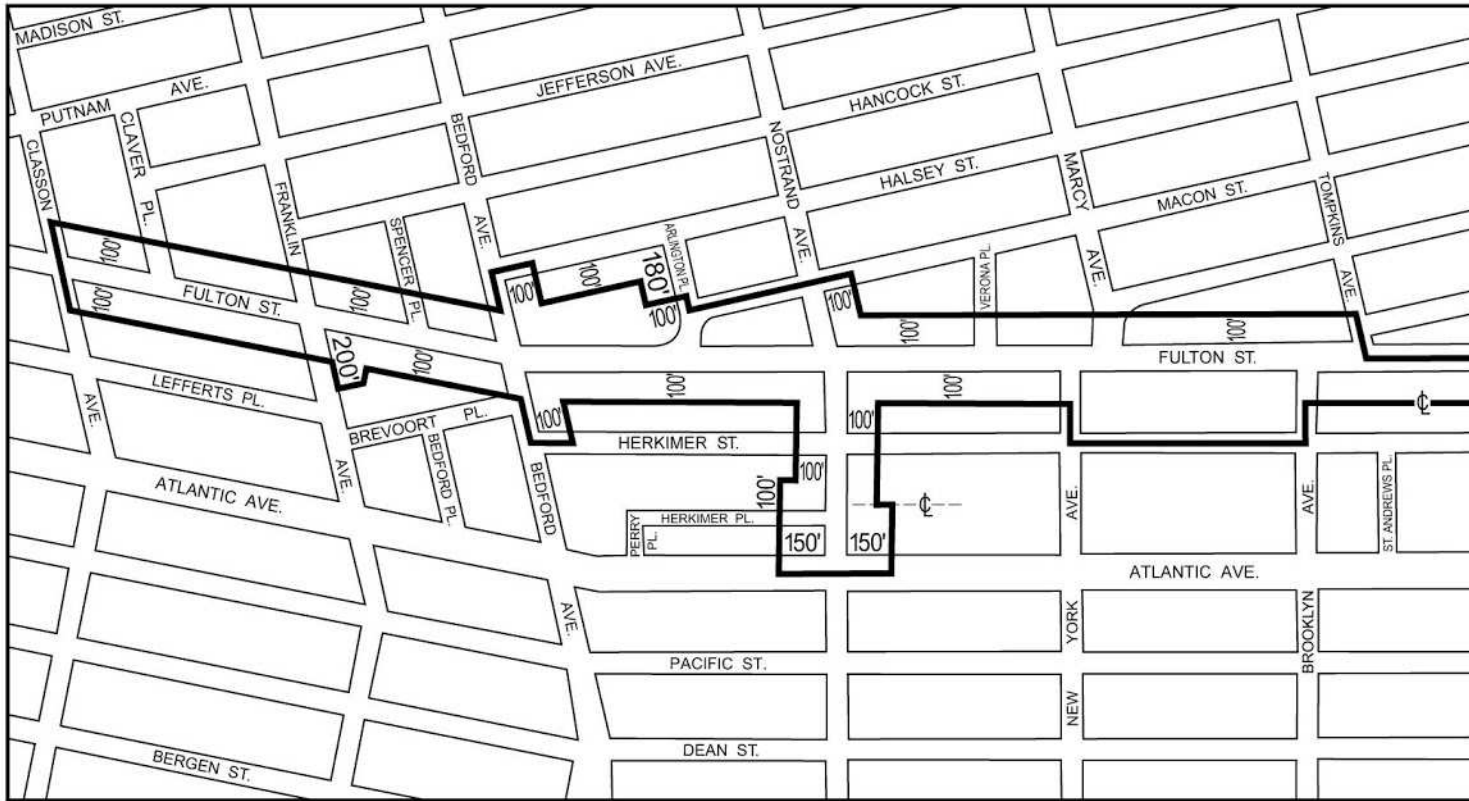 MADISON ST.
PUTNAM AVE.
JEFFERSON AVE.
HANCOCK ST.
HALSEY ST.
MACON ST.
CLASSON
AVE.
CLAVER PL.
FRANKLIN
AVE.
SPENCER PL.
BEDFORD AVE.
ARLINGTON PL.
NOSTRAND AVE.
VERONA PL.
MARCY AVE.
TOMPKINS AVE.
100'
100'
100'
100'
100'
180'
100'
100'
100'
100'
FULTON ST.
FULTON ST.
200'
100'
100'
100'
100'
100'
LEFFERTS PL.
BREVOORT PL.
BEDFORD PL.
HERKIMER ST.
℄
100'
100'
℄
HERKIMER PL.
PERRY PL.
150'
150'
ATLANTIC AVE.
ATLANTIC AVE.
BEDFORD
AVE.
AVE.
NEW YORK
AVE.
BROOKLYN
ST. ANDREWS PL.
PACIFIC ST.
DEAN ST.
BERGEN ST.